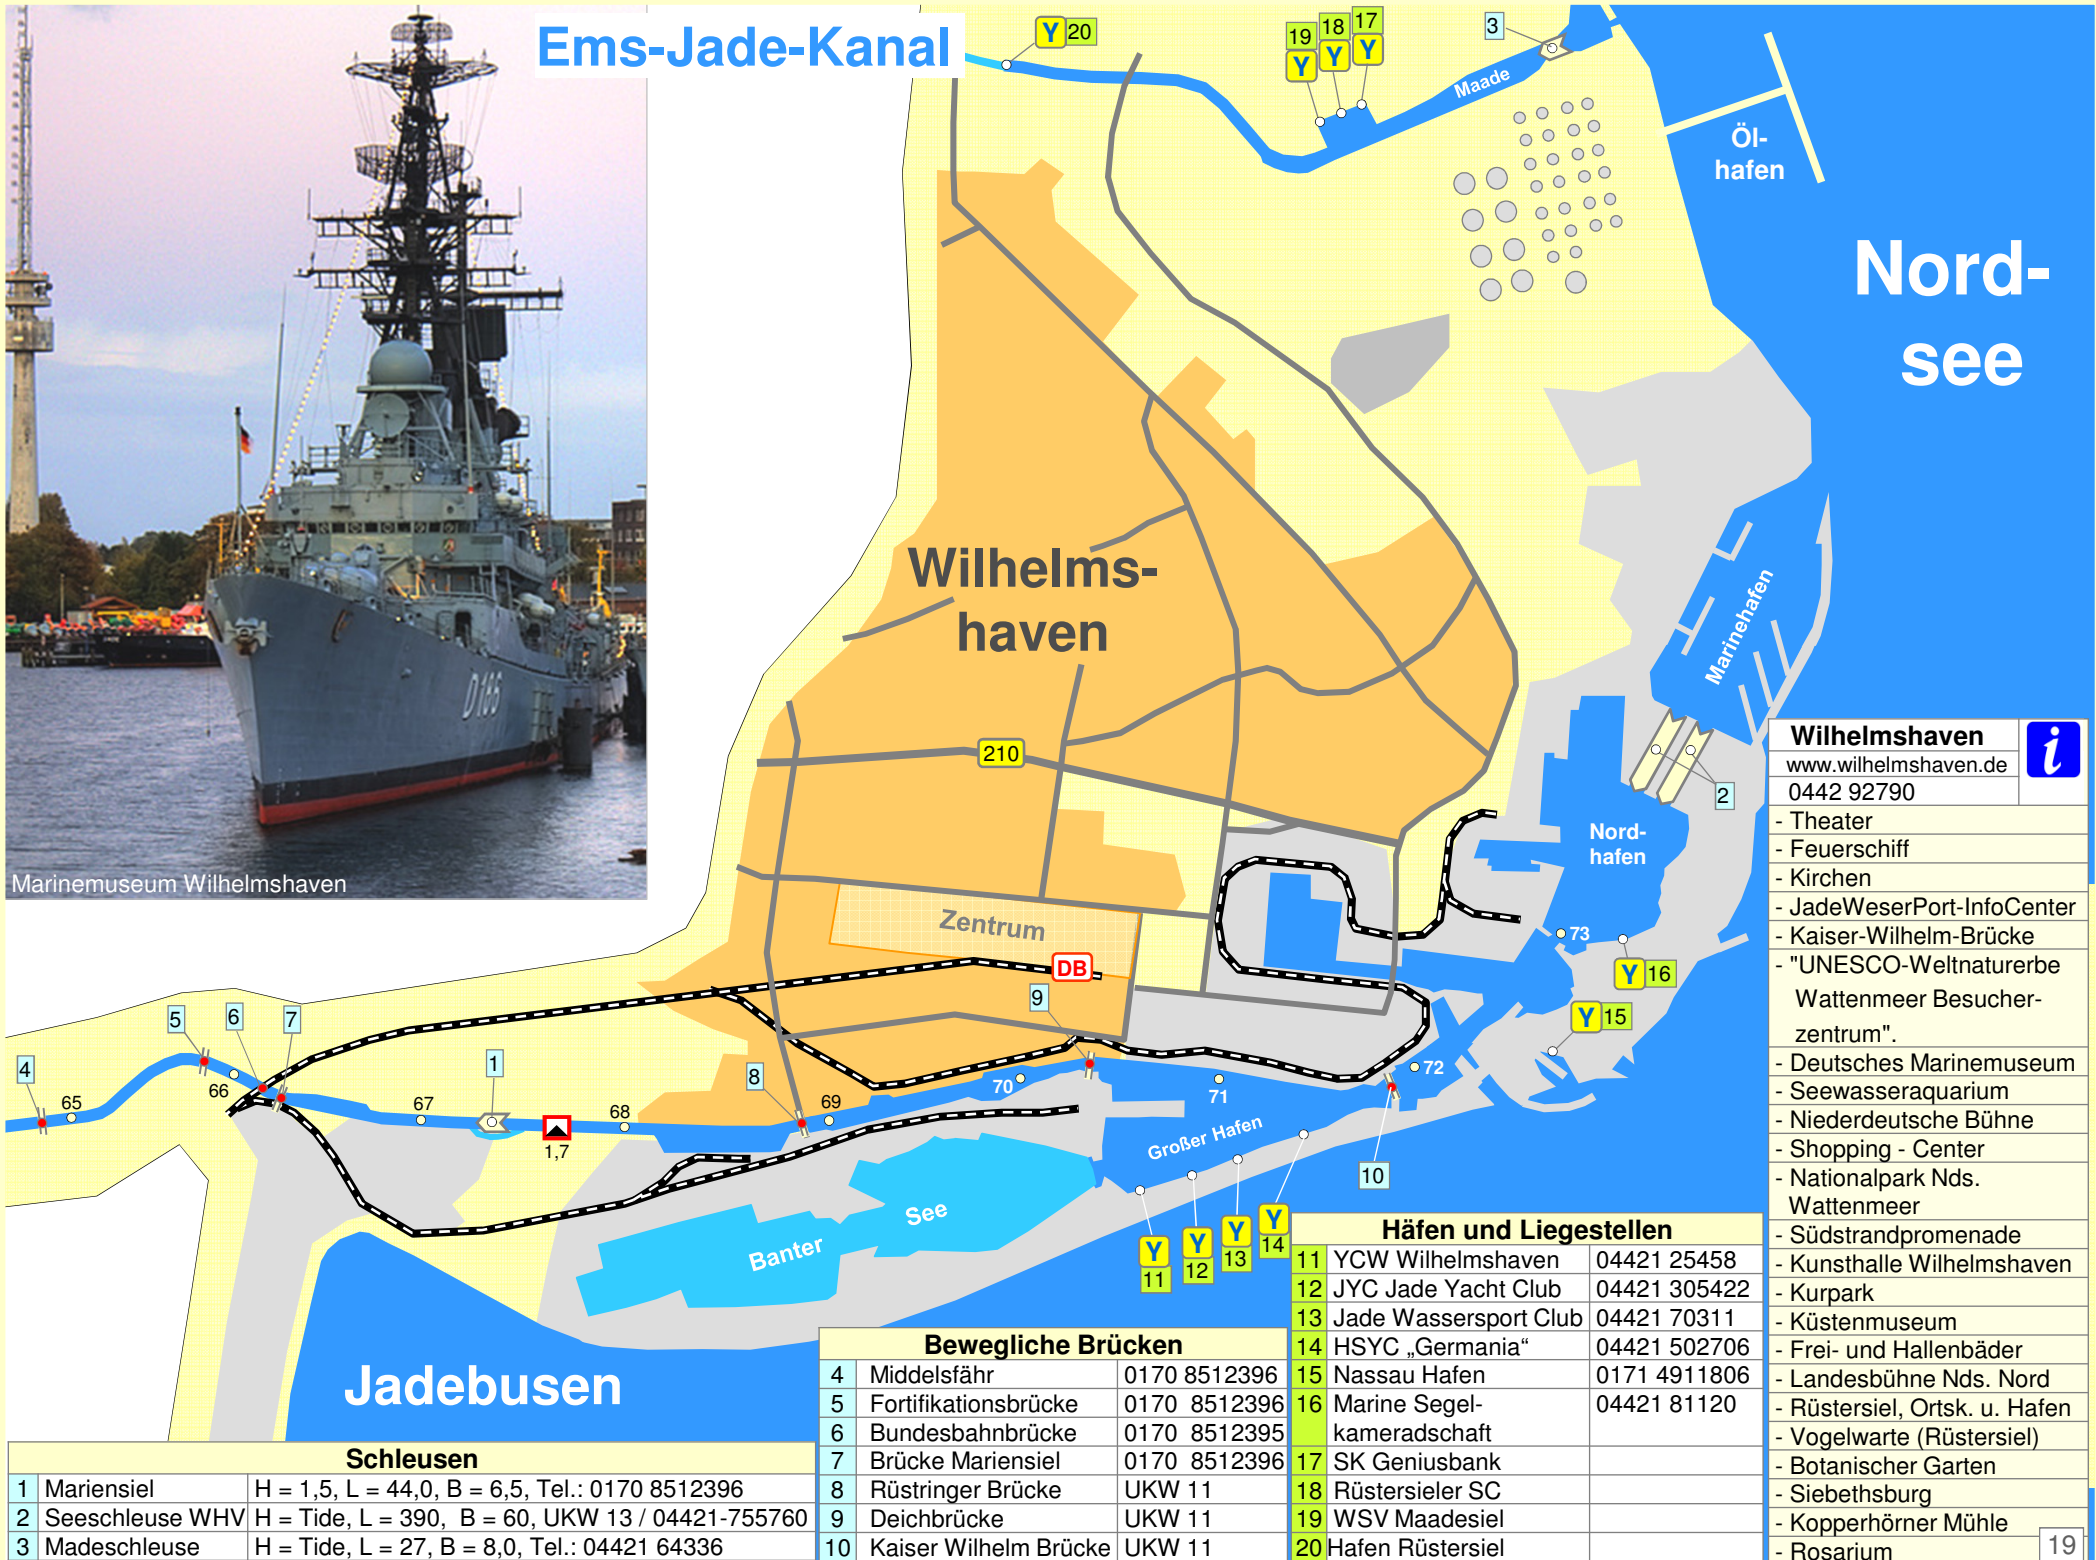 Ems-Jade-Kanal
Y 20
19 18 17
Y Y Y
3
Maade
Öl-
hafen
Nord-
see
D186
Marinemuseum Wilhelmshaven
Wilhelms-
haven
Marinehafen
210
2
Nord-
hafen
Zentrum
DB
73
Y 16
Y 15
9
5
6
7
4
65
66
1
67
1,7
68
8
69
70
71
72
Großer Hafen
10
See
Banter
Y Y Y Y
11 12 13 14
Jadebusen
Wilhelmshaven
i
www.wilhelmshaven.de
0442 92790
- Theater
- Feuerschiff
- Kirchen
- JadeWeserPort-InfoCenter
- Kaiser-Wilhelm-Brücke
- "UNESCO-Weltnaturerbe
Wattenmeer Besucher-
zentrum".
- Deutsches Marinemuseum
- Seewasseraquarium
- Niederdeutsche Bühne
- Shopping - Center
- Nationalpark Nds.
Wattenmeer
- Südstrandpromenade
- Kunsthalle Wilhelmshaven
- Kurpark
- Küstenmuseum
- Frei- und Hallenbäder
- Landesbühne Nds. Nord
- Rüstersiel, Ortsk. u. Hafen
- Vogelwarte (Rüstersiel)
- Botanischer Garten
- Siebethsburg
- Kopperhörner Mühle
- Rosarium
Häfen und Liegestellen
11 YCW Wilhelmshaven 04421 25458
12 JYC Jade Yacht Club 04421 305422
13 Jade Wassersport Club 04421 70311
14 HSYC „Germania“ 04421 502706
15 Nassau Hafen 0171 4911806
16 Marine Segel- 04421 81120
kameradschaft
17 SK Geniusbank
18 Rüstersieler SC
19 WSV Maadesiel
20 Hafen Rüstersiel
Bewegliche Brücken
4 Middelsfähr 0170 8512396
5 Fortifikationsbrücke 0170 8512396
6 Bundesbahnbrücke 0170 8512395
7 Brücke Mariensiel 0170 8512396
8 Rüstringer Brücke UKW 11
9 Deichbrücke UKW 11
10 Kaiser Wilhelm Brücke UKW 11
Schleusen
1 Mariensiel H = 1,5, L = 44,0, B = 6,5, Tel.: 0170 8512396
2 Seeschleuse WHV H = Tide, L = 390, B = 60, UKW 13 / 04421-755760
3 Madeschleuse H = Tide, L = 27, B = 8,0, Tel.: 04421 64336
19